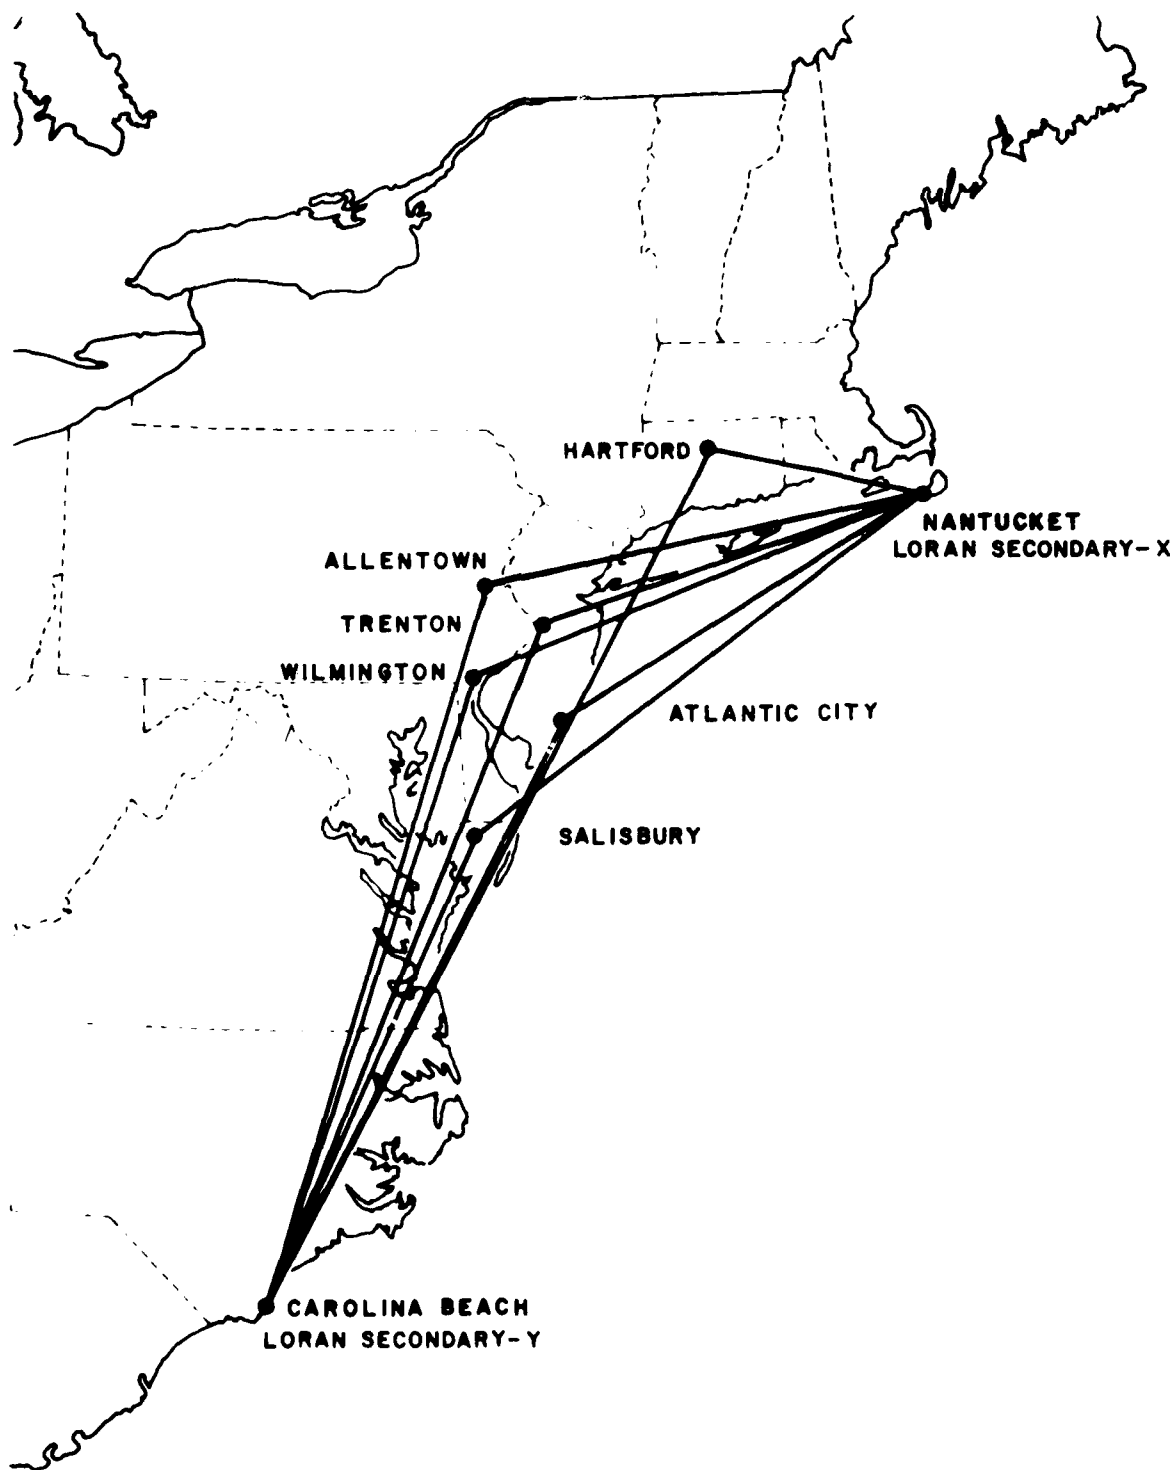 HARTFORD
NANTUCKET
LORAN SECONDARY-X
ALLENTOWN
TRENTON
WILMINGTON
ATLANTIC CITY
SALISBURY
CAROLINA BEACH
LORAN SECONDARY-Y